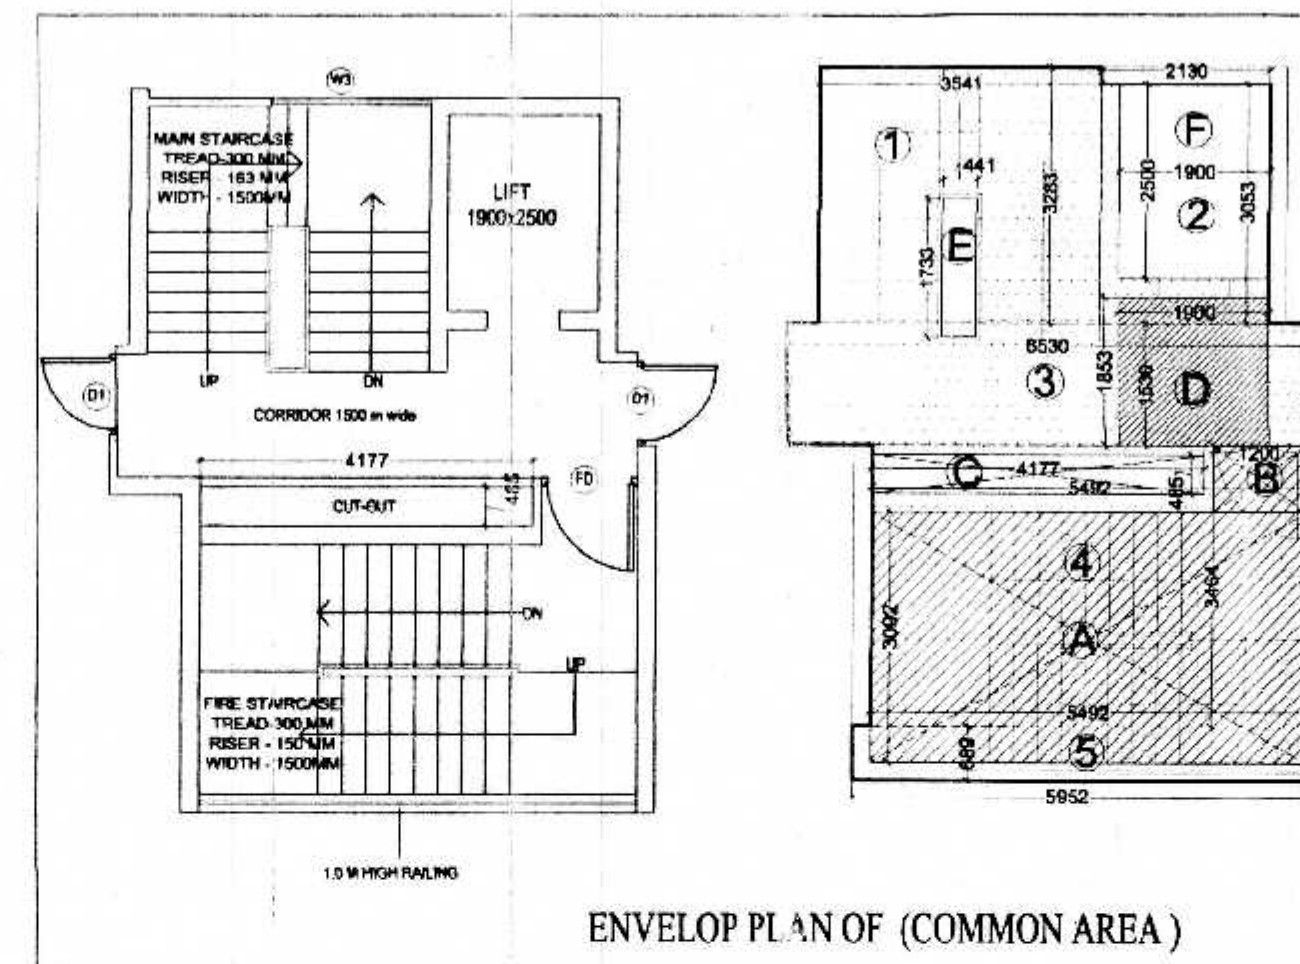 W3
MAIN STAIRCASE
TREAD-300 MM
RISER - 163 MM
WIDTH - 1500MM
LIFT
1900x2500
UP
DN
D1
D1
CORRIDOR 1500 m wide
4177
465
FD
CUT-OUT
DN
UP
FIRE STAIRCASE
TREAD-300 MM
RISER - 150 MM
WIDTH - 1500MM
1.0 M HIGH RAILING
3541
2130
1
F
441
3283
2500
1900
3053
2
E
1733
1900
6530
3
1853
1530
D
C
4177
5492
485
1200
B
4
3092
3464
A
5492
689
5
5952
ENVELOP PLAN OF (COMMON AREA )